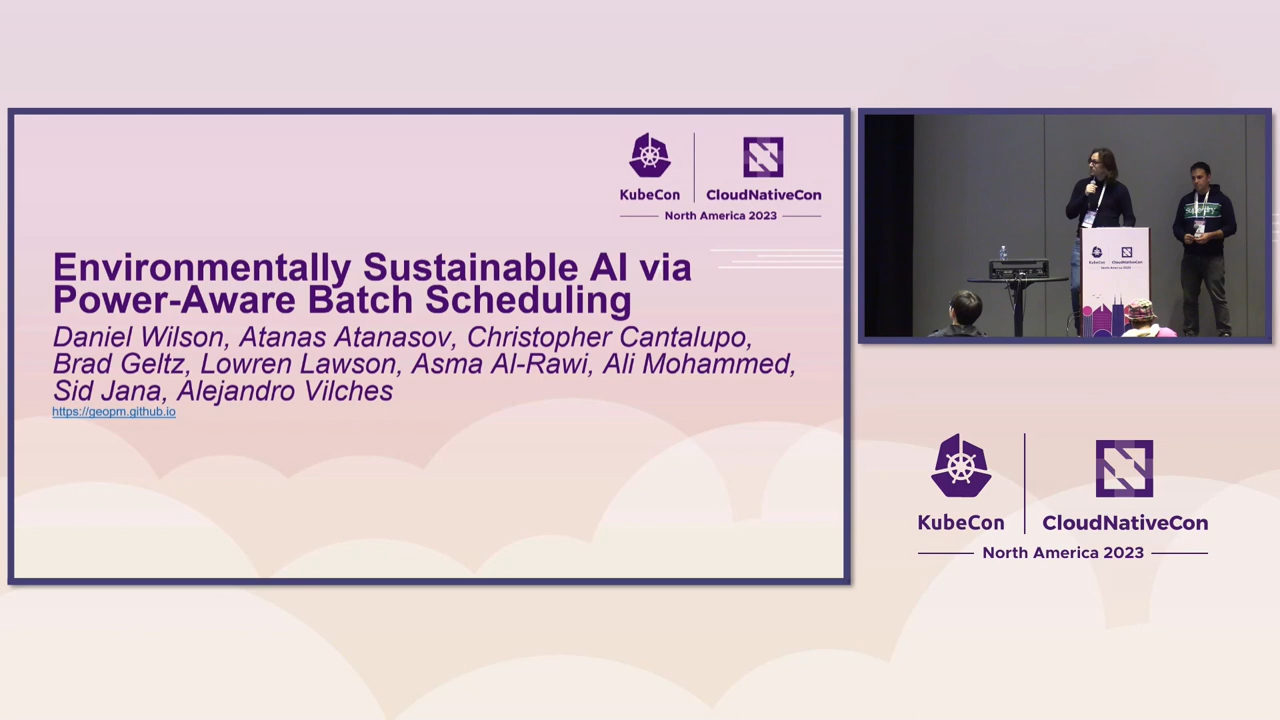 KubeCon
CloudNativeCon
North America 2023
Environmentally Sustainable AI via
Power-Aware Batch Scheduling
Daniel Wilson, Atanas Atanasov, Christopher Cantalupo,
Brad Geltz, Lowren Lawson, Asma Al-Rawi, Ali Mohammed,
Sid Jana, Alejandro Vilches
https://geopm.github.io
KubeCon
CloudNativeCon
North America 2023